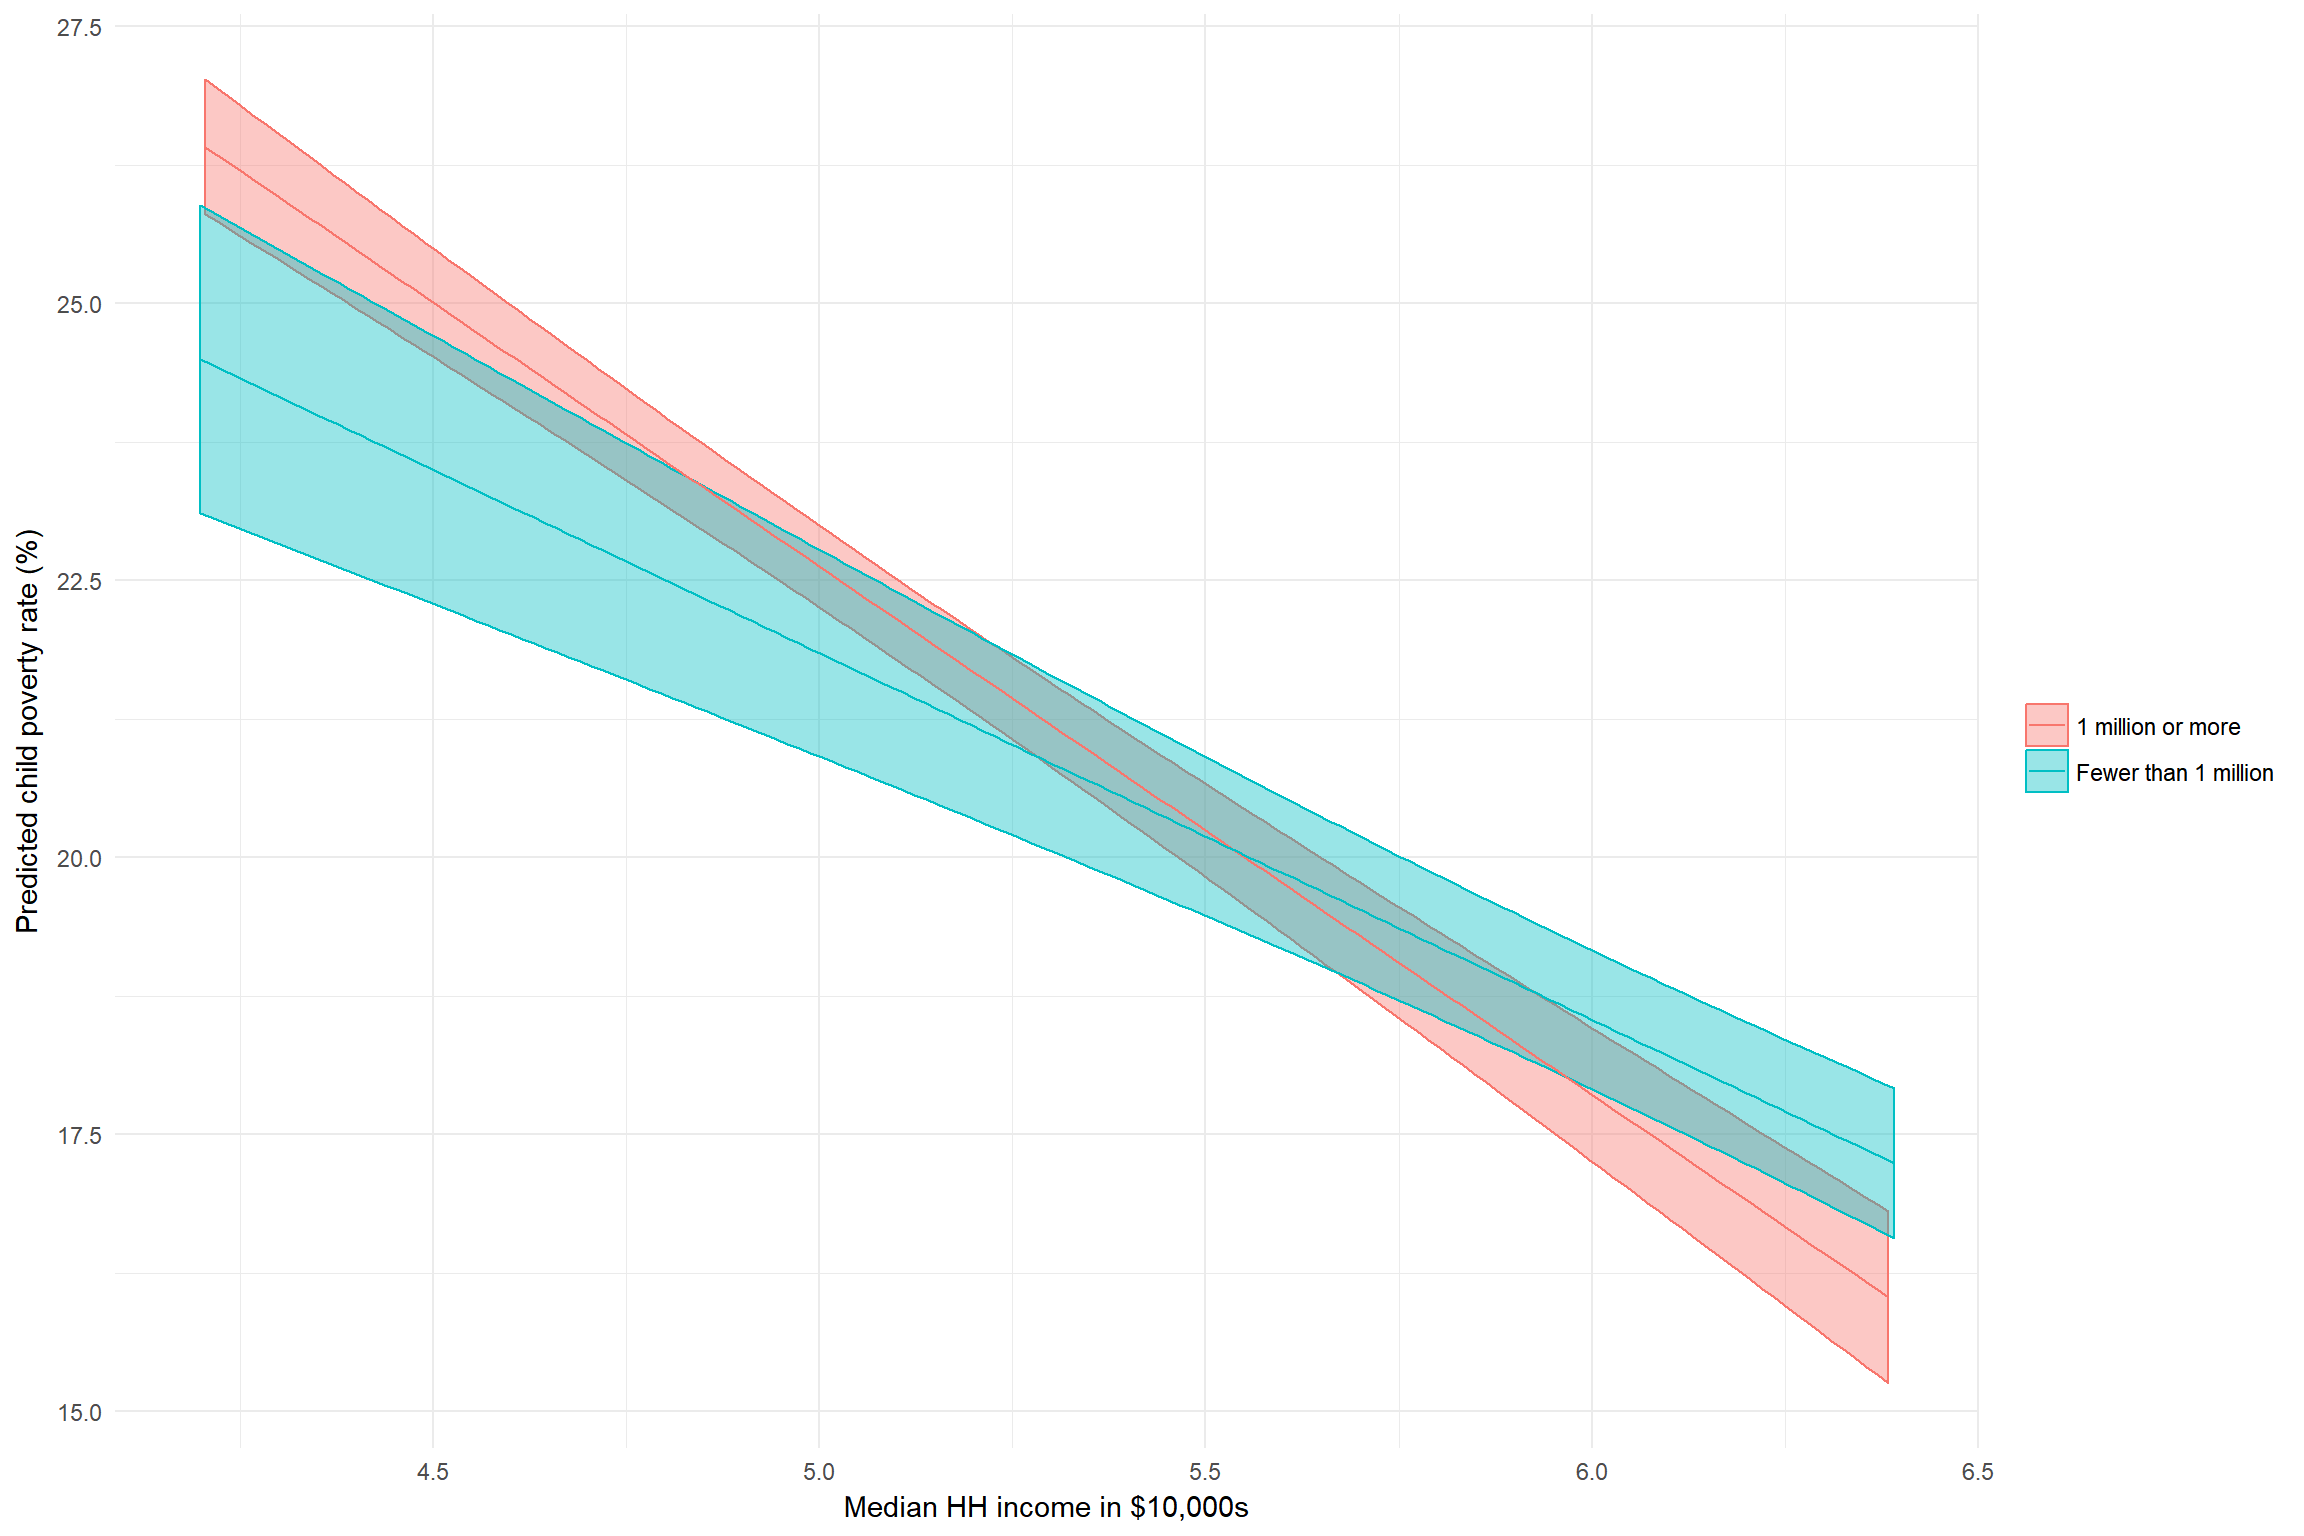 27.5
25.0
22.5
20.0
17.5
15.0
Predicted child poverty rate (%)
4.5 5.0 5.5 6.0 6.5
Median HH income in $10,000s
1 million or more
Fewer than 1 million